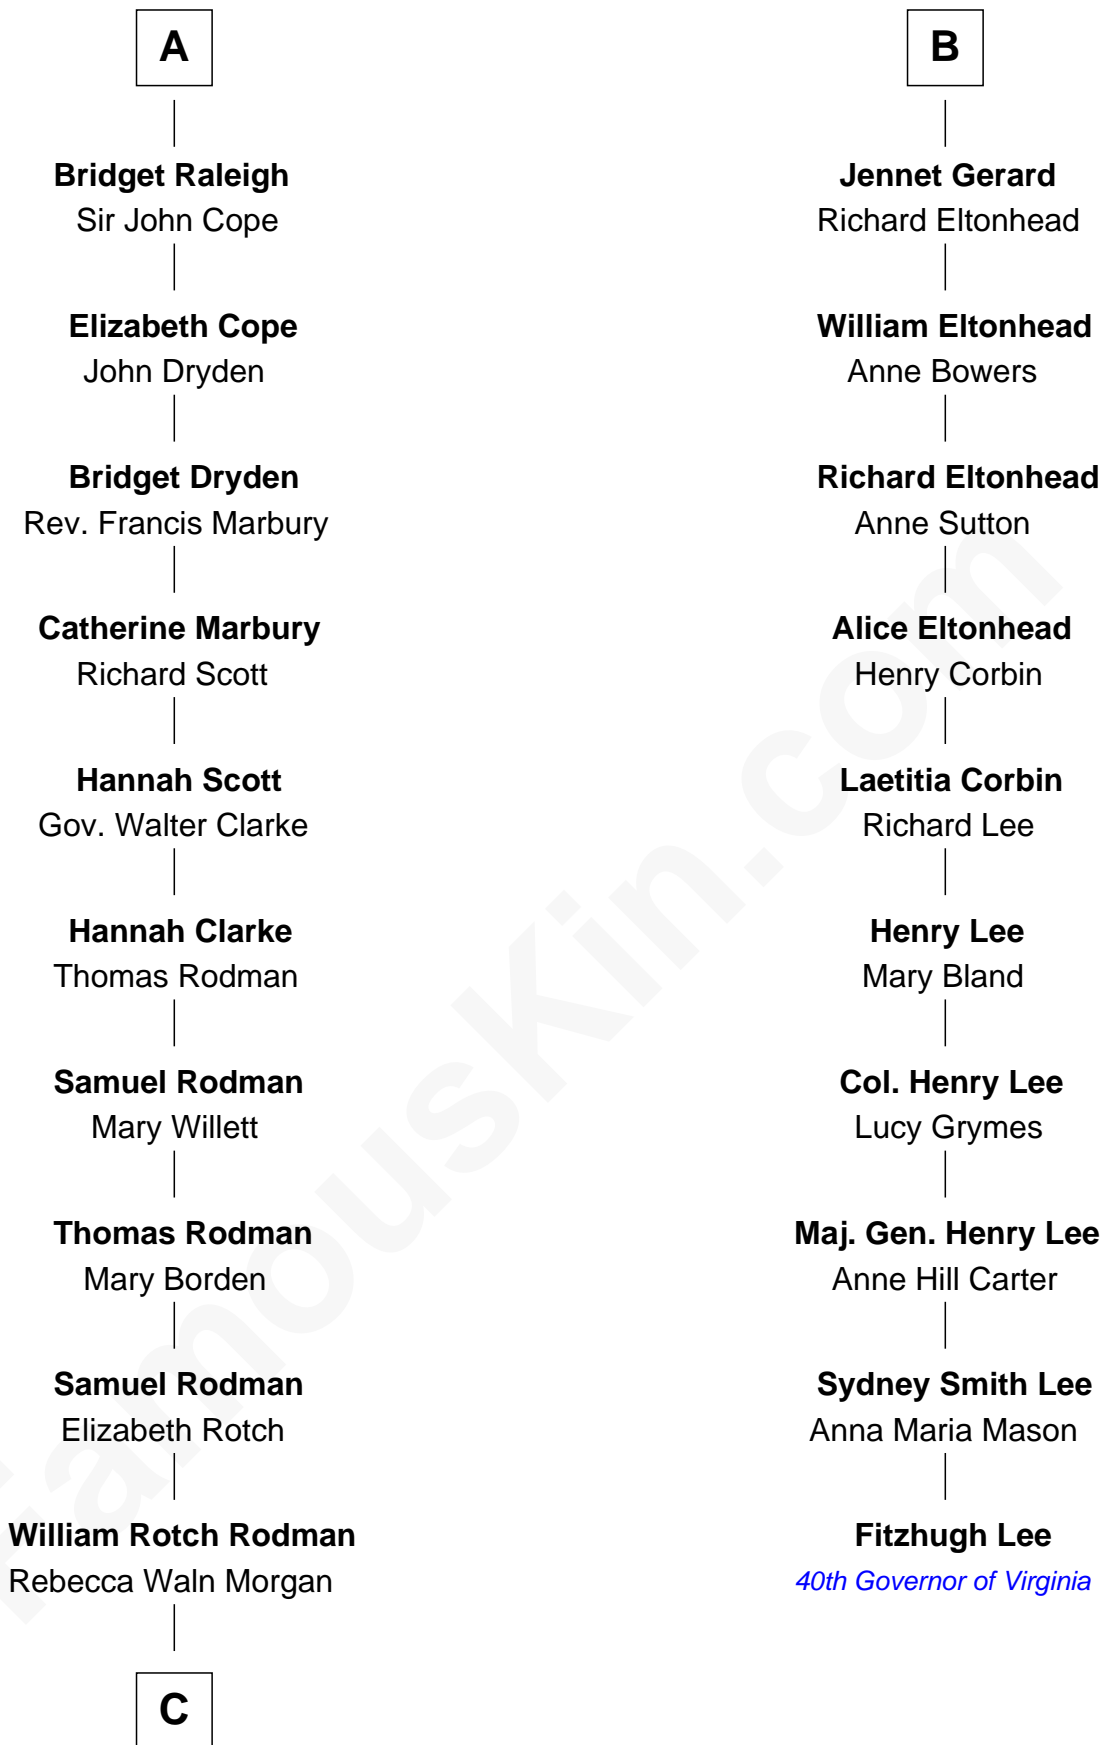 A
Bridget Raleigh
Sir John Cope
Elizabeth Cope
John Dryden
Bridget Dryden
Rev. Francis Marbury
Catherine Marbury
Richard Scott
Hannah Scott
Gov. Walter Clarke
Hannah Clarke
Thomas Rodman
Samuel Rodman
Mary Willett
Thomas Rodman
Mary Borden
Samuel Rodman
Elizabeth Rotch
William Rotch Rodman
Rebecca Waln Morgan
C
B
Jennet Gerard
Richard Eltonhead
William Eltonhead
Anne Bowers
Richard Eltonhead
Anne Sutton
Alice Eltonhead
Henry Corbin
Laetitia Corbin
Richard Lee
Henry Lee
Mary Bland
Col. Henry Lee
Lucy Grymes
Maj. Gen. Henry Lee
Anne Hill Carter
Sydney Smith Lee
Anna Maria Mason
Fitzhugh Lee
40th Governor of Virginia
FamousKin.com